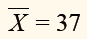 X̅ = 37